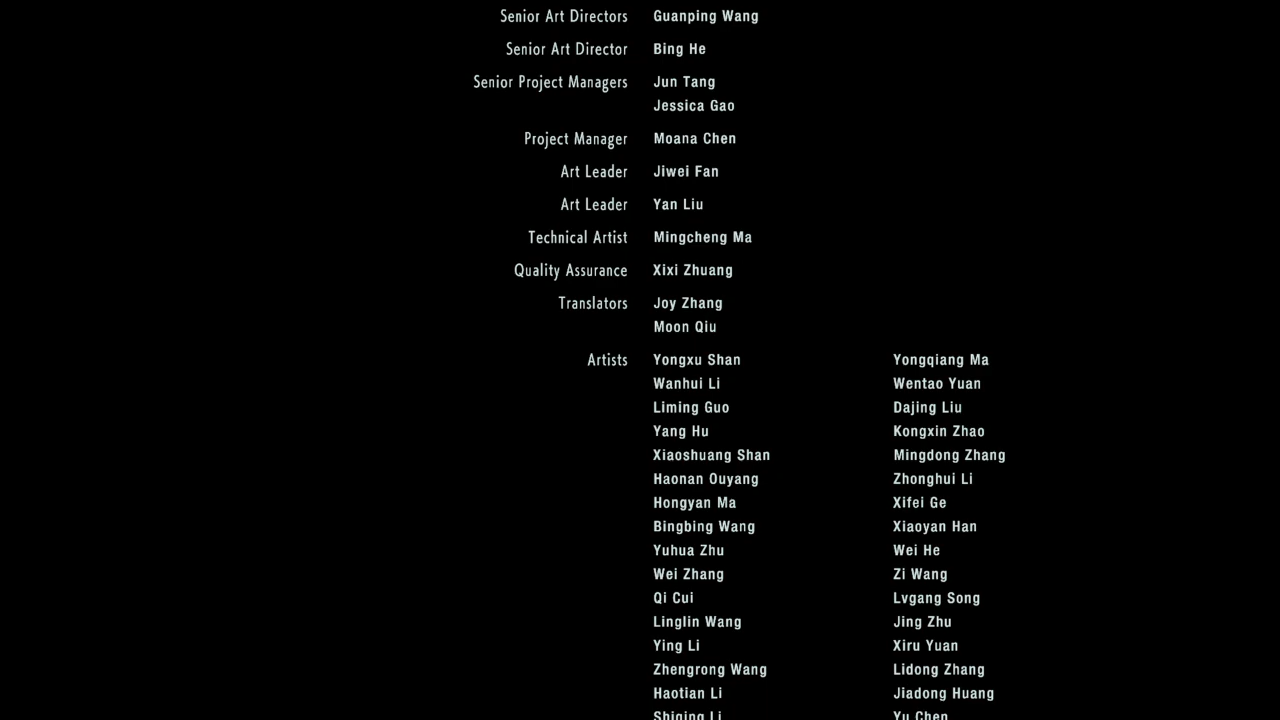 Senior Art Directors Guanping Wang
Senior Art Director Bing He
Senior Project Managers Jun Tang
Jessica Gao
Project Manager Moana Chen
Art Leader Jiwei Fan
Art Leader Yan Liu
Technical Artist Mingcheng Ma
Quality Assurance Xixi Zhuang
Translators Joy Zhang
Moon Qiu
Artists Yongxu Shan Yongqiang Ma
Wanhui Li Wentao Yuan
Liming Guo Dajing Liu
Yang Hu Kongxin Zhao
Xiaoshuang Shan Mingdong Zhang
Haonan Ouyang Zhonghui Li
Hongyan Ma Xifei Ge
Bingbing Wang Xiaoyan Han
Yuhua Zhu Wei He
Wei Zhang Zi Wang
Qi Cui Lvgang Song
Linglin Wang Jing Zhu
Ying Li Xiru Yuan
Zhengrong Wang Lidong Zhang
Haotian Li Jiadong Huang
Shiqing Li Yu Chen